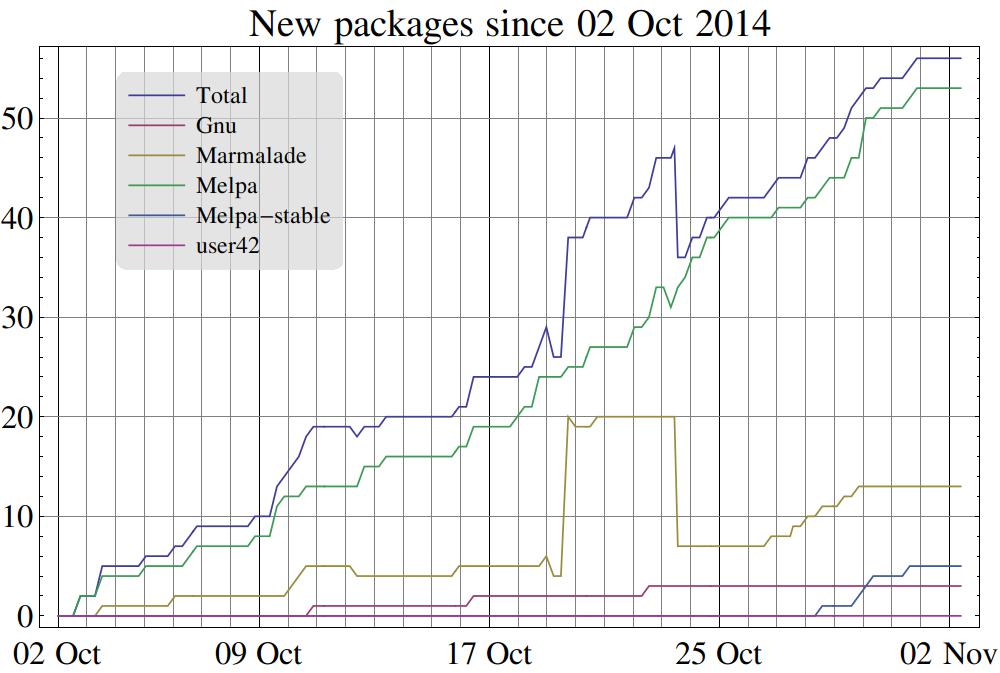 New packages since 02 Oct 2014
Total
Gnu
Marmalade
Melpa
Melpa−stable
user42
50
40
30
20
10
0
02 Oct 09 Oct 17 Oct 25 Oct 02 Nov